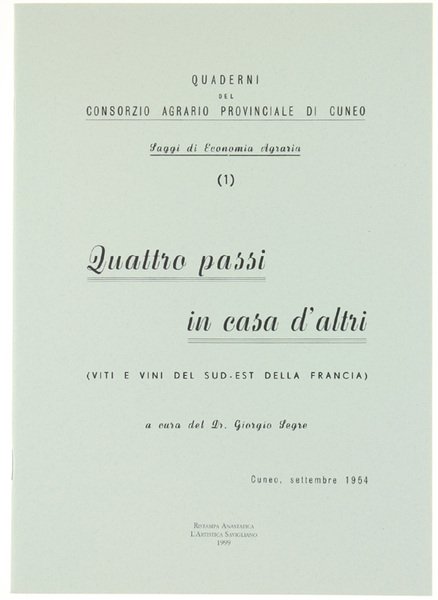 QUADERNI
DEL
CONSORZIO AGRARIO PROVINCIALE DI CUNEO
Saggi di Economia Agraria
(1)
Quattro passi
in casa d'altri
(VITI E VINI DEL SUD-EST DELLA FRANCIA)
a cura del Dr. Giorgio Segre
Cuneo, settembre 1954
RISTAMPA ANASTATICA
L'ARTISTICA SAVIGLIANO
1999